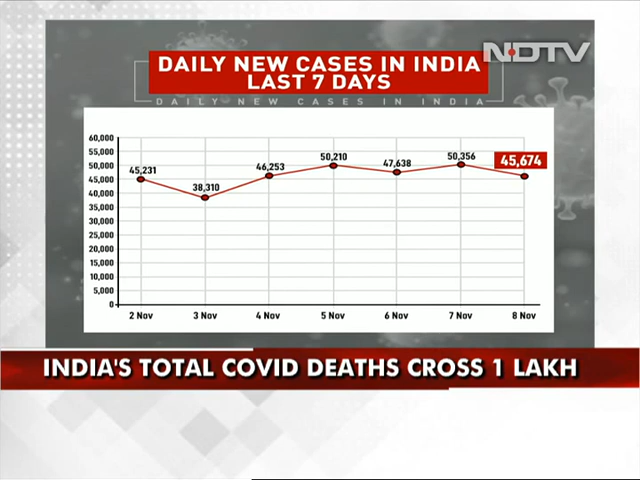 NDTV
DAILY NEW CASES IN INDIA
LAST 7 DAYS
DAILY NEW CASES IN INDIA
60,000
55,000
50,000
45,000
40,000
35,000
30,000
25,000
20,000
15,000
10,000
5,000
0
45,231
38,310
46,253
50,210
47,638
50,356
45,674
2 Nov
3 Nov
4 Nov
5 Nov
6 Nov
7 Nov
8 Nov
INDIA'S TOTAL COVID DEATHS CROSS 1 LAKH